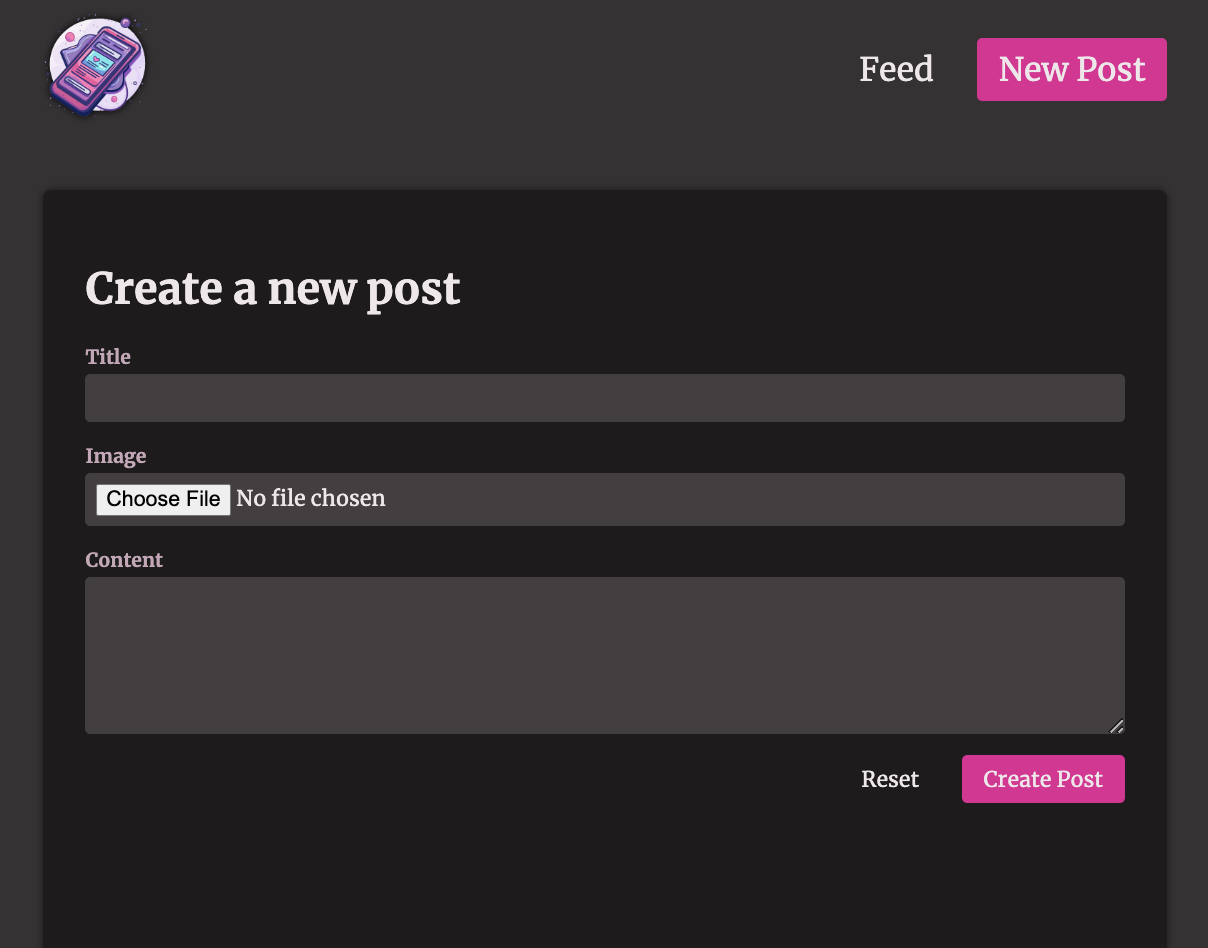 Feed
New Post
Create a new post
Title
Image
Choose File No file chosen
Content
Reset
Create Post